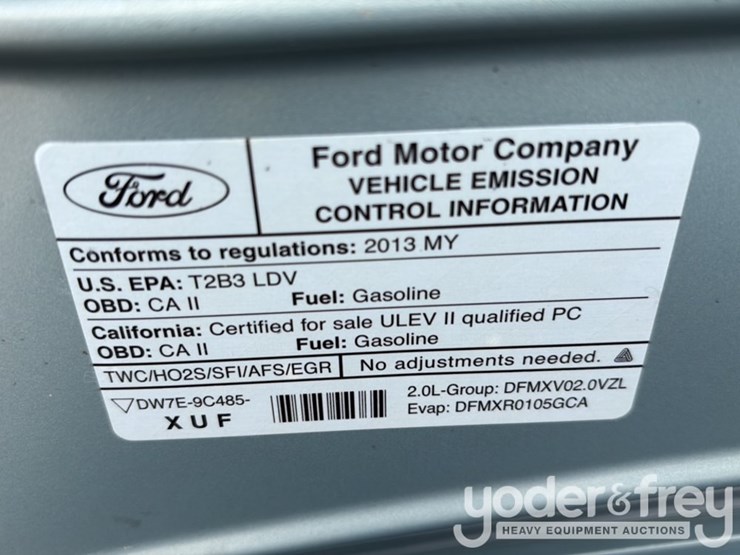 Ford
Ford Motor Company
VEHICLE EMISSION
CONTROL INFORMATION
Conforms to regulations: 2013 MY
U.S. EPA: T2B3 LDV
OBD: CA II Fuel: Gasoline
California: Certified for sale ULEV II qualified PC
OBD: CA II Fuel: Gasoline
TWC/HO2S/SFI/AFS/EGR No adjustments needed.
DW7E-9C485-
XUF
2.0L-Group: DFMXV02.0VZL
Evap: DFMXR0105GCA
yoder&frey
HEAVY EQUIPMENT AUCTIONS